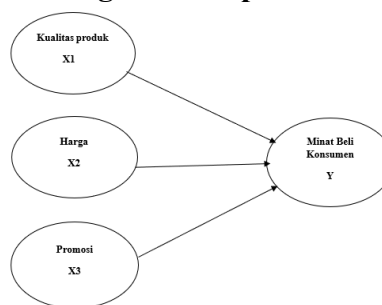 Kualitas produk
X1
Harga
X2
Promosi
X3
Minat Beli
Konsumen
Y